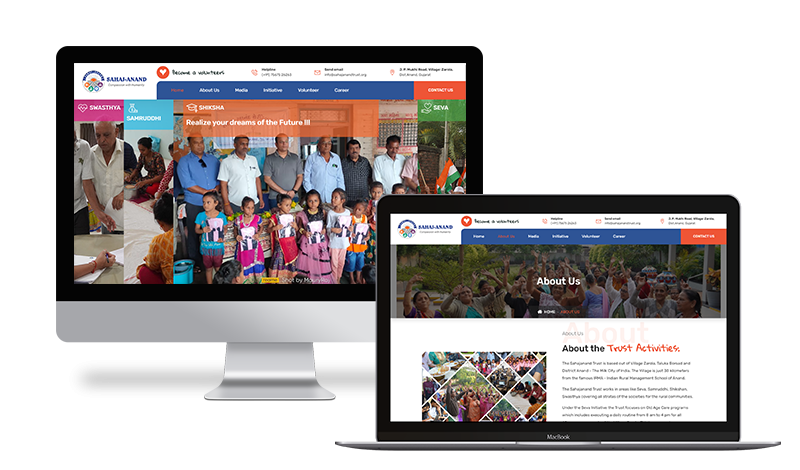 SAHAJ-ANAND
Compassion with Humanity
Become a volunteer!
Helpline
(+91) 75675 26263
Send email
info@sahajanandtrust.org
D. P. Mukhi Road, Village: Zarola,
Dist: Anand, Gujarat
Home
About Us
Media
Initiative
Volunteer
Career
CONTACT US
SWASTHYA
SAMRUDDHI
SHIKSHA
Realize your dreams of the Future !!!
SEVA
SAHAJ-ANAND
Compassion with Humanity
Become a volunteer!
Helpline
Send email
info@sahajanandtrust.org
D. P. Mukhi Road, Village: Zarola,
Dist: Anand, Gujarat
Home
About Us
Media
Initiative
Volunteer
Career
CONTACT US
About Us
HOME
ABOUT US
About
About Us
About the Trust Activities:
The Sahajanand Trust is based out of Village Zarola, Taluka Borsad and
District Anand - The Milk City of India. The Village is just 30 kilometers
from the famous IRMA - Indian Rural Management School of Anand.
The Sahajanand Trust works in areas like Seva, Samruddhi, Shikshan,
Swasthya covering all stratas of the societies for the rural communities.
Under the Seva Initiative the Trust focuses on Old Age Care programs
which includes executing a daily routine from 8 am to 4 pm for all
MacBook